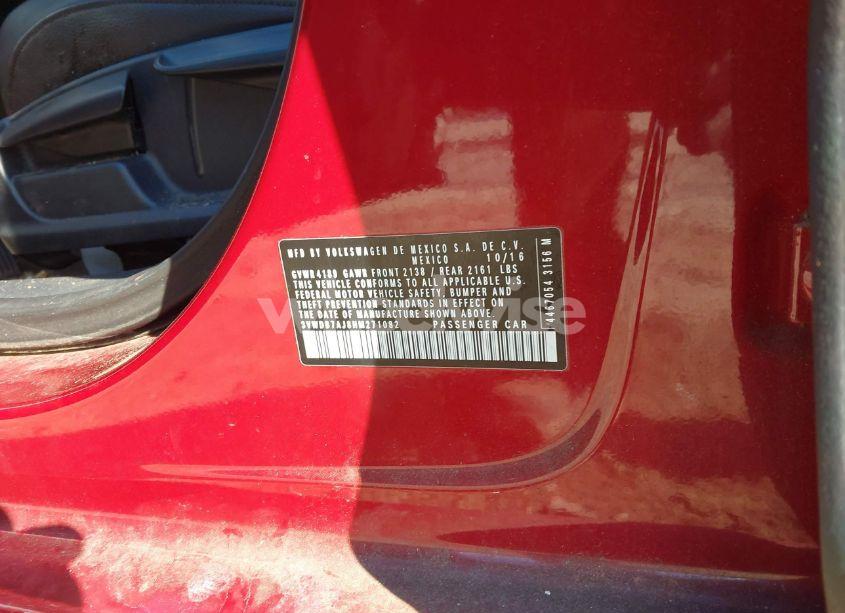 MFD BY VOLKSWAGEN DE MEXICO S.A. DE C.V.
MEXICO 10/16
GVWR4189 GAWR FRONT 2138 / REAR 2161 LBS
THIS VEHICLE CONFORMS TO ALL APPLICABLE U.S.
FEDERAL MOTOR VEHICLE SAFETY, BUMPER AND
THEFT PREVENTION STANDARDS IN EFFECT ON
THE DATE OF MANUFACTURE SHOWN ABOVE.
PASSENGER CAR
4467054 3156 M